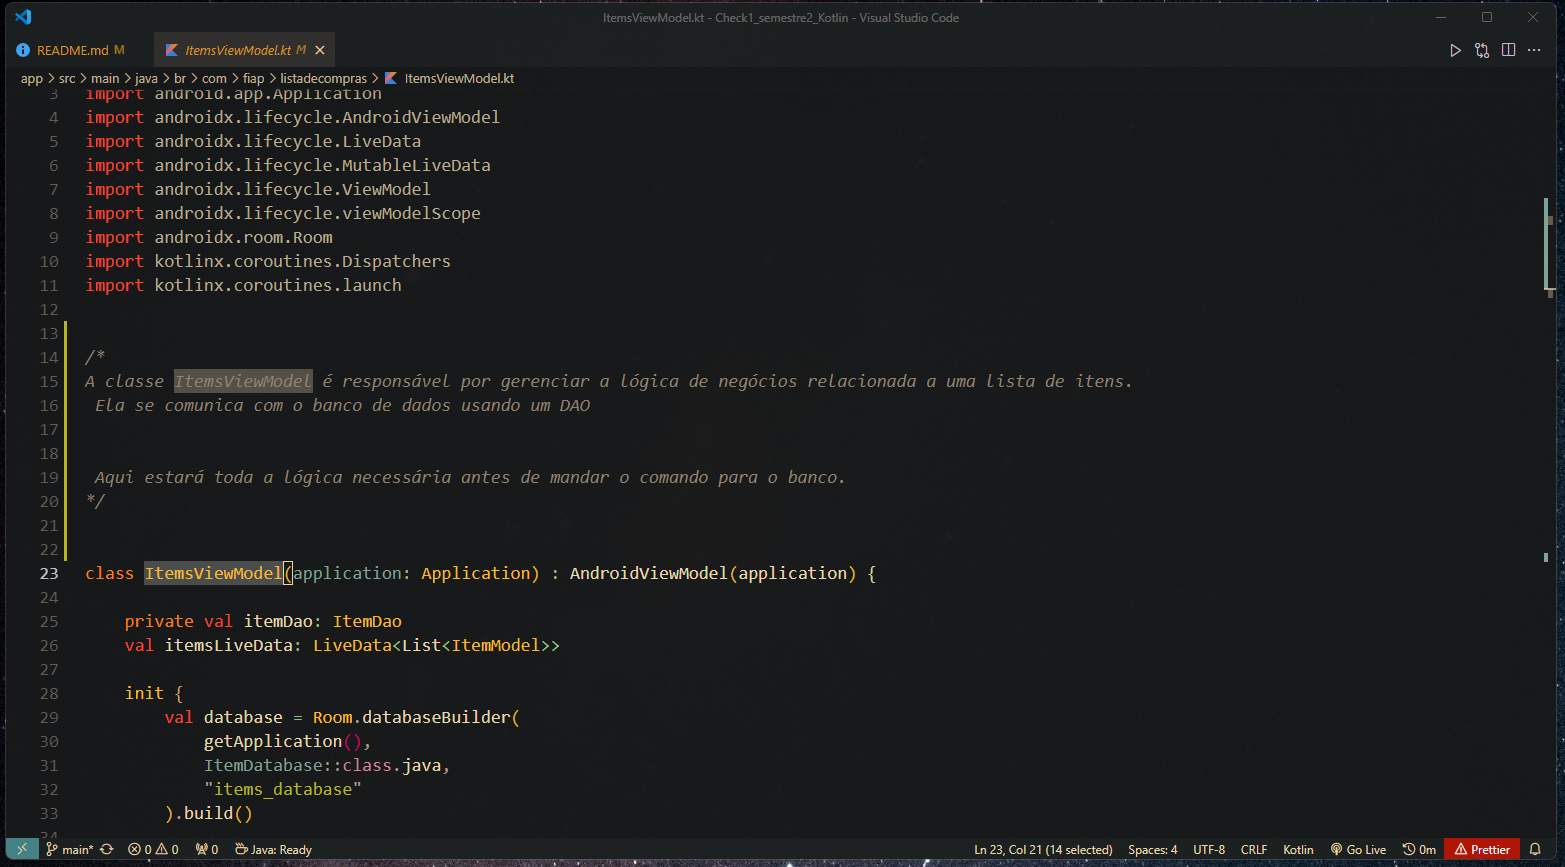 ItemsViewModel.kt - Check1_semestre2_Kotlin - Visual Studio Code
README.md M
ItemsViewModel.kt M
app > src > main > java > br > com > fiap > listadecompras > ItemsViewModel.kt
3 import android.app.Application
4 import androidx.lifecycle.AndroidViewModel
5 import androidx.lifecycle.LiveData
6 import androidx.lifecycle.MutableLiveData
7 import androidx.lifecycle.ViewModel
8 import androidx.lifecycle.viewModelScope
9 import androidx.room.Room
10 import kotlinx.coroutines.Dispatchers
11 import kotlinx.coroutines.launch
12
13
14 /*
15 A classe ItemsViewModel é responsável por gerenciar a lógica de negócios relacionada a uma lista de itens.
16 Ela se comunica com o banco de dados usando um DAO
17
18
19 Aqui estará toda a lógica necessária antes de mandar o comando para o banco.
20 */
21
22
23 class ItemsViewModel(application: Application) : AndroidViewModel(application) {
24
25 private val itemDao: ItemDao
26 val itemsLiveData: LiveData<List<ItemModel>>
27
28 init {
29 val database = Room.databaseBuilder(
30 getApplication(),
31 ItemDatabase::class.java,
32 "items_database"
33 ).build()
34
main* 0 0 0 Java: Ready Ln 23, Col 21 (14 selected) Spaces: 4 UTF-8 CRLF Kotlin Go Live 0m Prettier